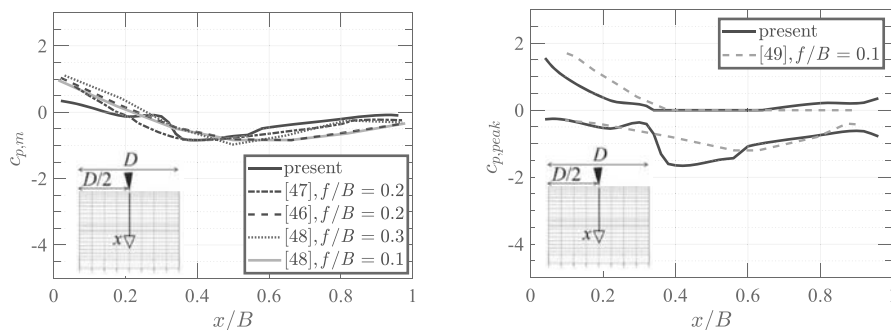 2
0
-2
-4
c_{p,m}
0
0.2
0.4
0.6
0.8
1
x/B
D
D/2
x
present
[47], f/B = 0.2
[46], f/B = 0.2
[48], f/B = 0.3
[48], f/B = 0.1
2
0
-2
-4
c_{p,peak}
0
0.2
0.4
0.6
0.8
1
x/B
D
D/2
x
present
[49], f/B = 0.1